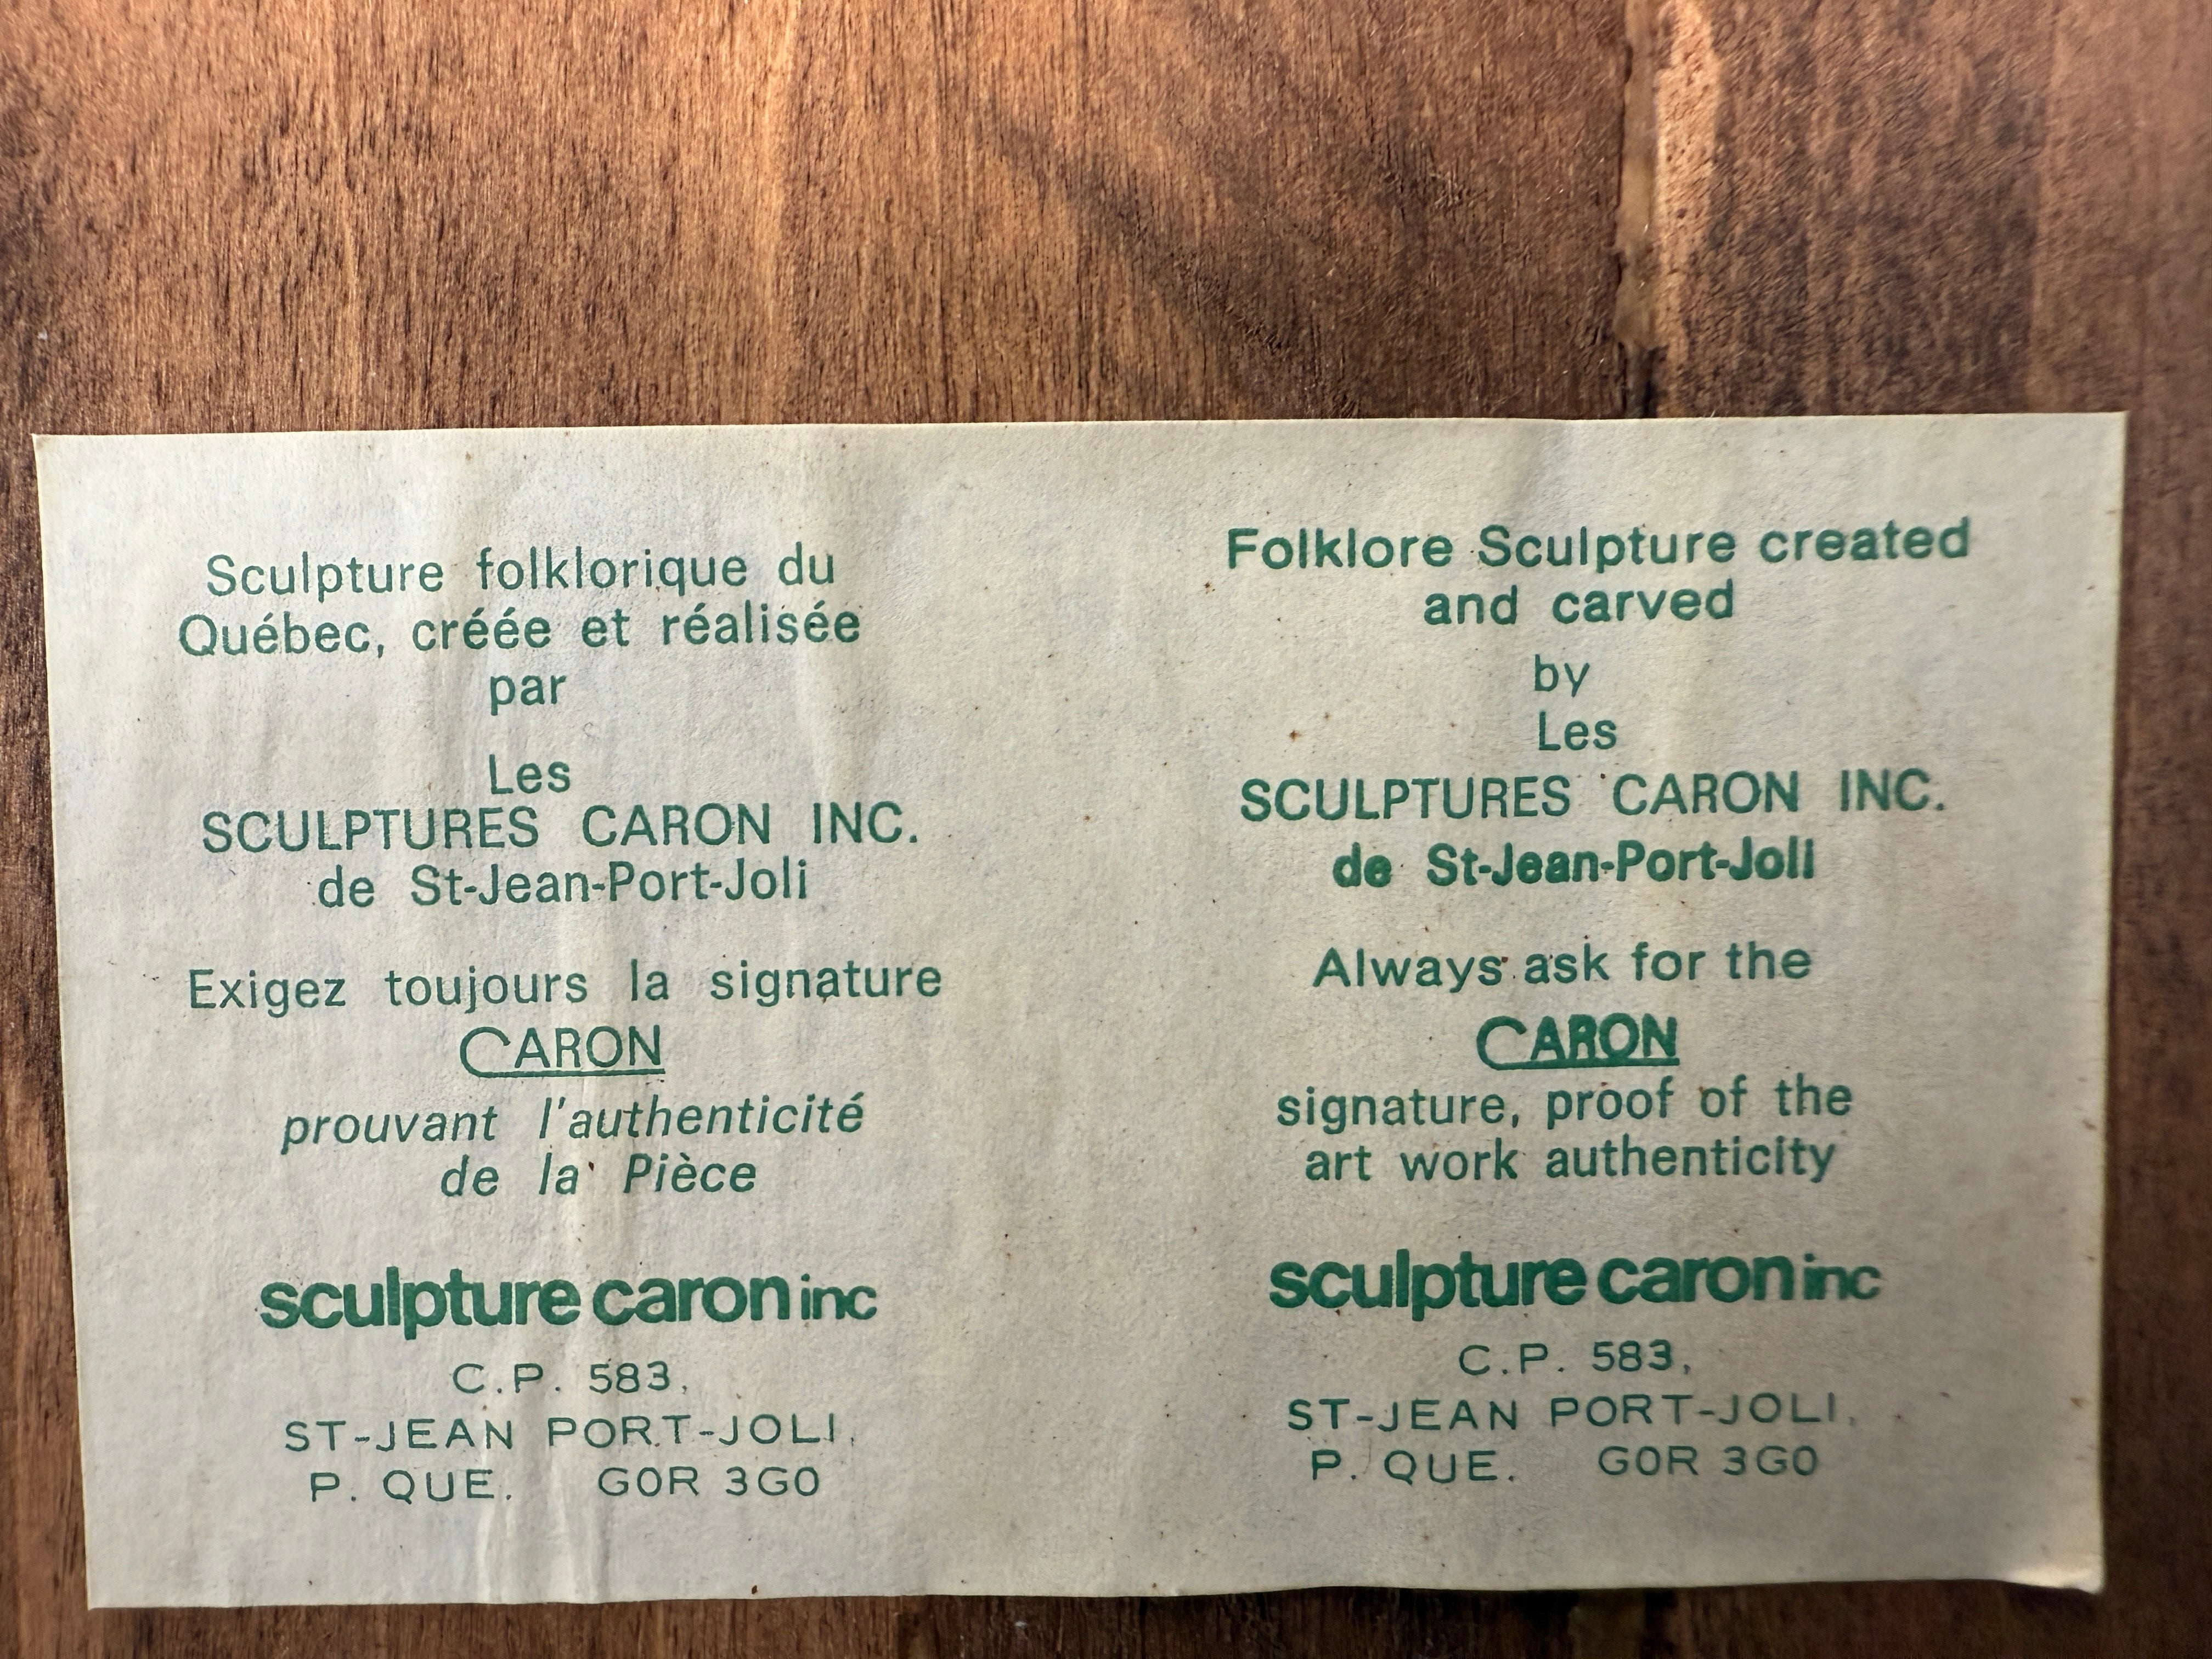 Sculpture folklorique du
Québec, créée et réalisée
par
Les
SCULPTURES CARON INC.
de St-Jean-Port-Joli
Exigez toujours la signature
CARON
prouvant l'authenticité
de la Pièce
sculpture caron inc
C.P. 583,
ST-JEAN PORT-JOLI,
P. QUE. G0R 3G0
Folklore Sculpture created
and carved
by
Les
SCULPTURES CARON INC.
de St-Jean-Port-Joli
Always ask for the
CARON
signature, proof of the
art work authenticity
sculpture caron inc
C.P. 583,
ST-JEAN PORT-JOLI,
P. QUE. G0R 3G0